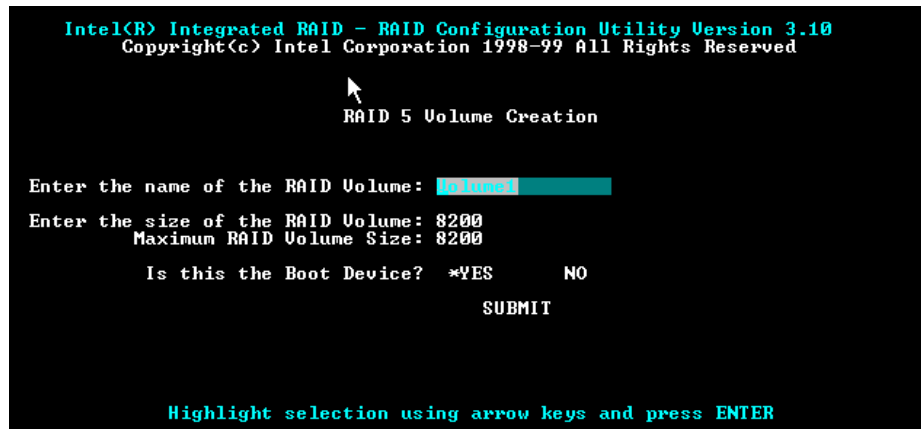 Intel(R) Integrated RAID - RAID Configuration Utility Version 3.10
Copyright(c) Intel Corporation 1998-99 All Rights Reserved
RAID 5 Volume Creation
Enter the name of the RAID Volume: Volume1
Enter the size of the RAID Volume: 8200
Maximum RAID Volume Size: 8200
Is this the Boot Device? *YES NO
SUBMIT
Highlight selection using arrow keys and press ENTER